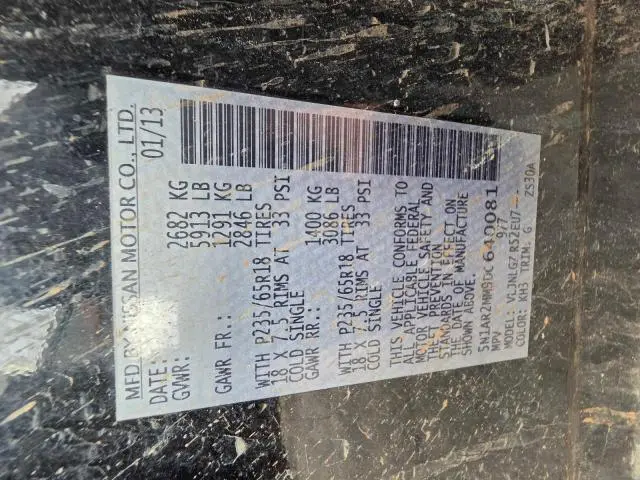 MFD BY NISSAN MOTOR CO., LTD.
DATE: 01/13
GVWR: 2682 KG
5913 LB
GAWR FR.: 1291 KG
2846 LB
WITH P235/65R18 TIRES
18 X 7.5 RIMS AT 33 PSI
COLD SINGLE
GAWR RR.: 1400 KG
3086 LB
WITH P235/65R18 TIRES
18 X 7.5 RIMS AT 33 PSI
COLD SINGLE
THIS VEHICLE CONFORMS TO
ALL APPLICABLE FEDERAL
MOTOR VEHICLE SAFETY AND
THEFT PREVENTION
STANDARDS IN EFFECT ON
THE DATE OF MANUFACTURE
SHOWN ABOVE.
5N1AR2MM9DC640081
MPV 9/7
MODEL: VLJNLGZ R52EU7--
COLOR: KH3 TRIM: G ZS30A